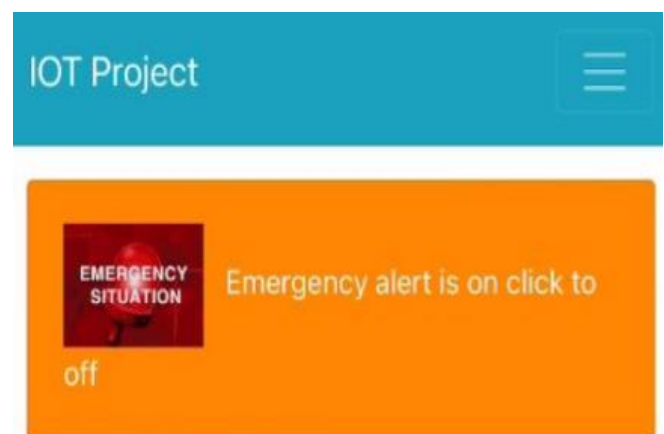 IOT Project
EMERGENCY
SITUATION
Emergency alert is on click to
off